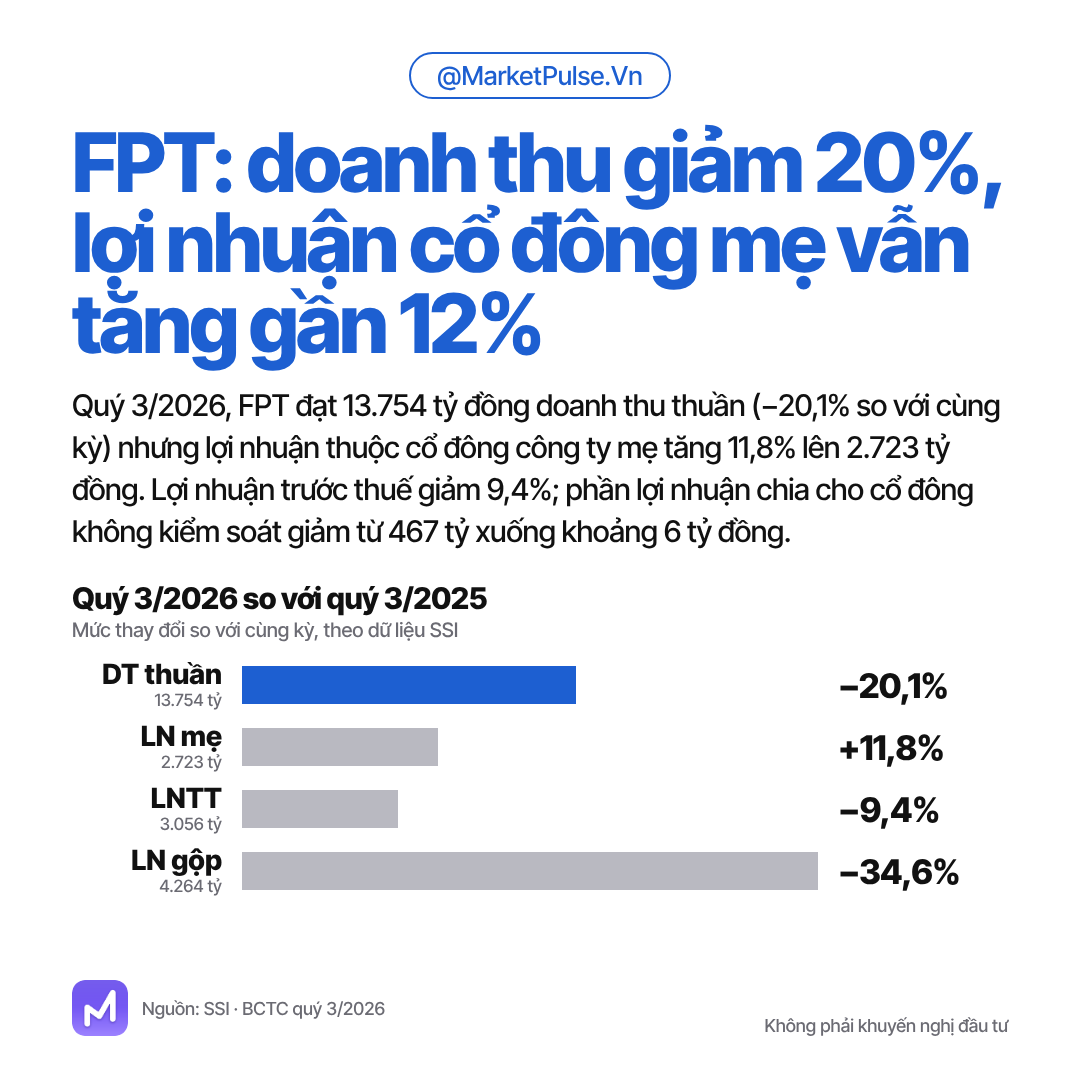 @MarketPulse.Vn
FPT: doanh thu giảm 20%,
lợi nhuận cổ đông mẹ vẫn
tăng gần 12%
Quý 3/2026, FPT đạt 13.754 tỷ đồng doanh thu thuần (−20,1% so với cùng
kỳ) nhưng lợi nhuận thuộc cổ đông công ty mẹ tăng 11,8% lên 2.723 tỷ
đồng. Lợi nhuận trước thuế giảm 9,4%; phần lợi nhuận chia cho cổ đông
không kiểm soát giảm từ 467 tỷ xuống khoảng 6 tỷ đồng.
Quý 3/2026 so với quý 3/2025
Mức thay đổi so với cùng kỳ, theo dữ liệu SSI
DT thuần
13.754 tỷ
−20,1%
LN mẹ
2.723 tỷ
+11,8%
LNTT
3.056 tỷ
−9,4%
LN gộp
4.264 tỷ
−34,6%
Nguồn: SSI · BCTC quý 3/2026
Không phải khuyến nghị đầu tư